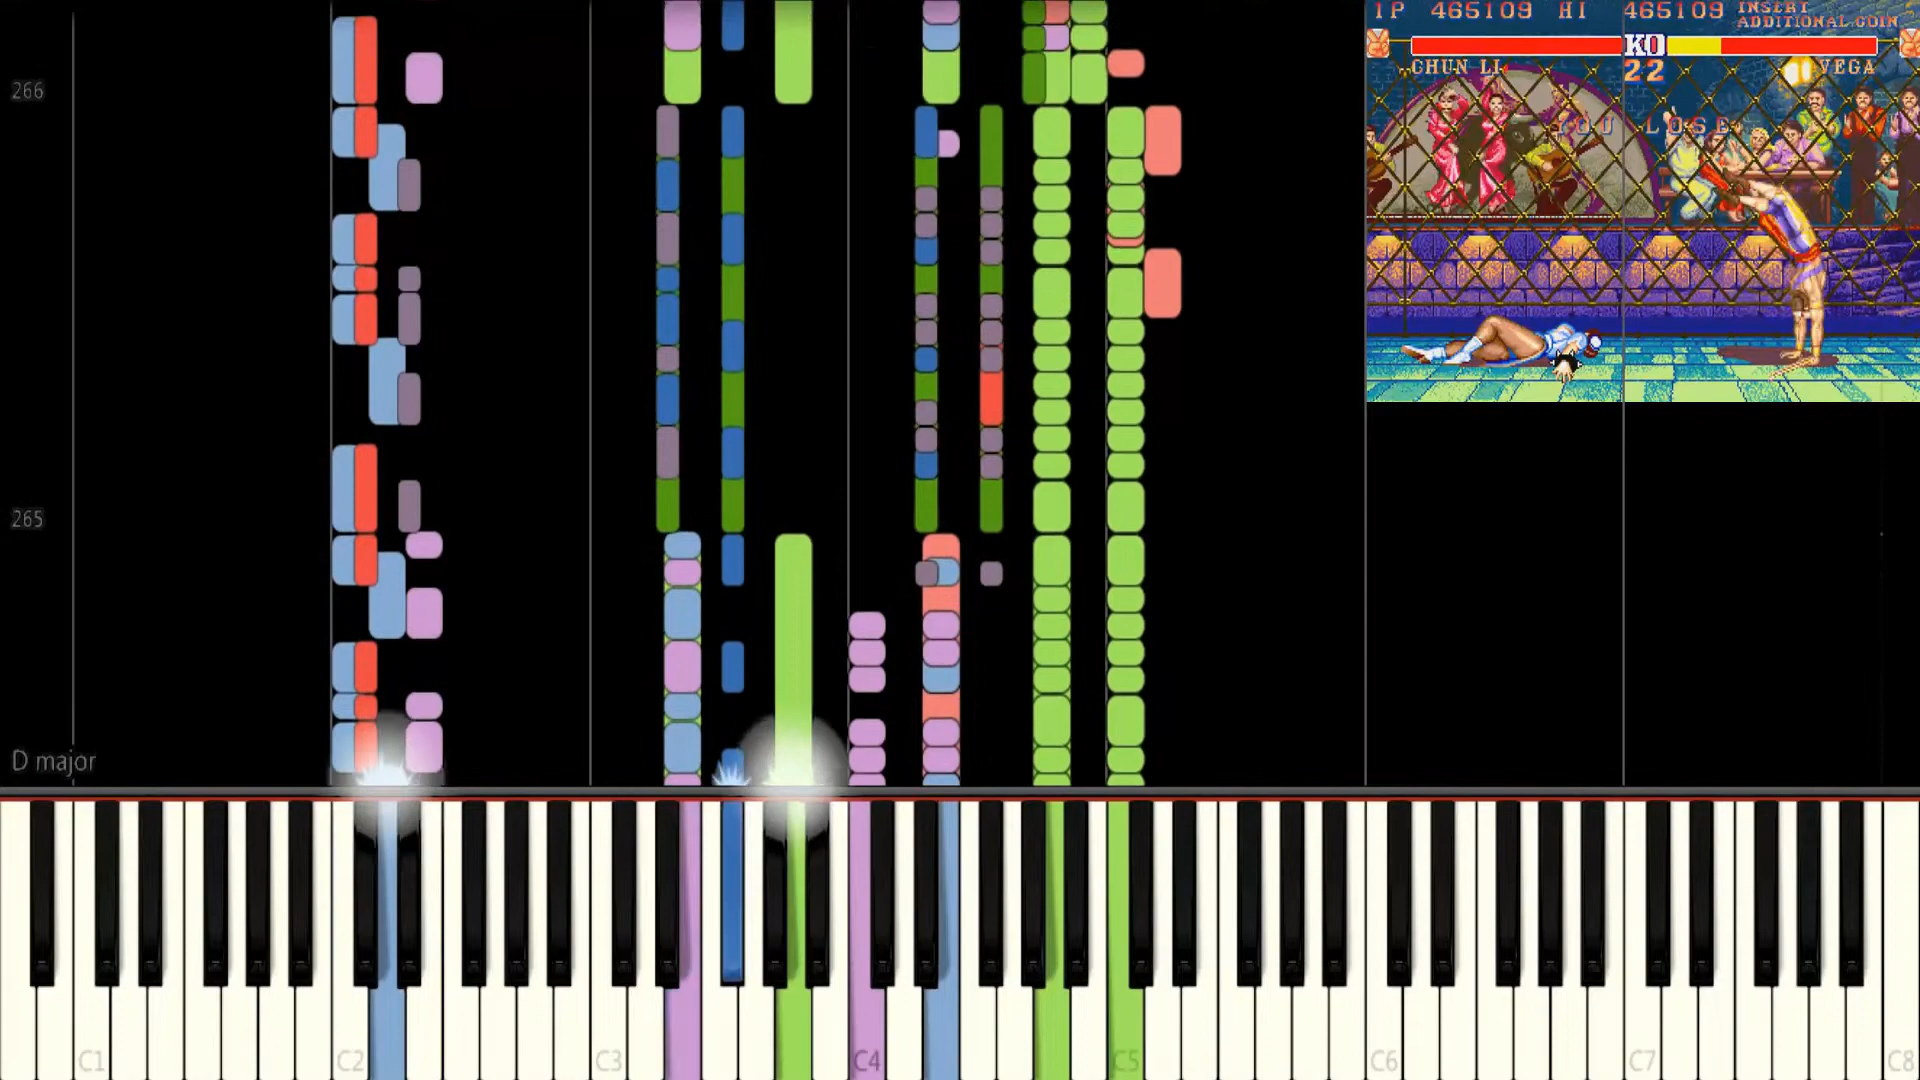 1P 465109 HI 465109 INSERT
ADDITIONAL COIN
KO
CHUN LI 22 VEGA
YOU LOSE
266
265
D major
C1 C2 C3 C4 C5 C6 C7 C8